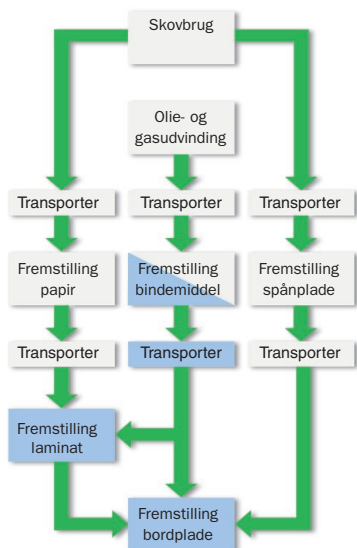 Skovbrug
Olie- og
gasudvinding
Transporter
Transporter
Transporter
Fremstilling
papir
Fremstilling
bindemiddel
Fremstilling
spånplade
Transporter
Transporter
Transporter
Fremstilling
laminat
Fremstilling
bordplade